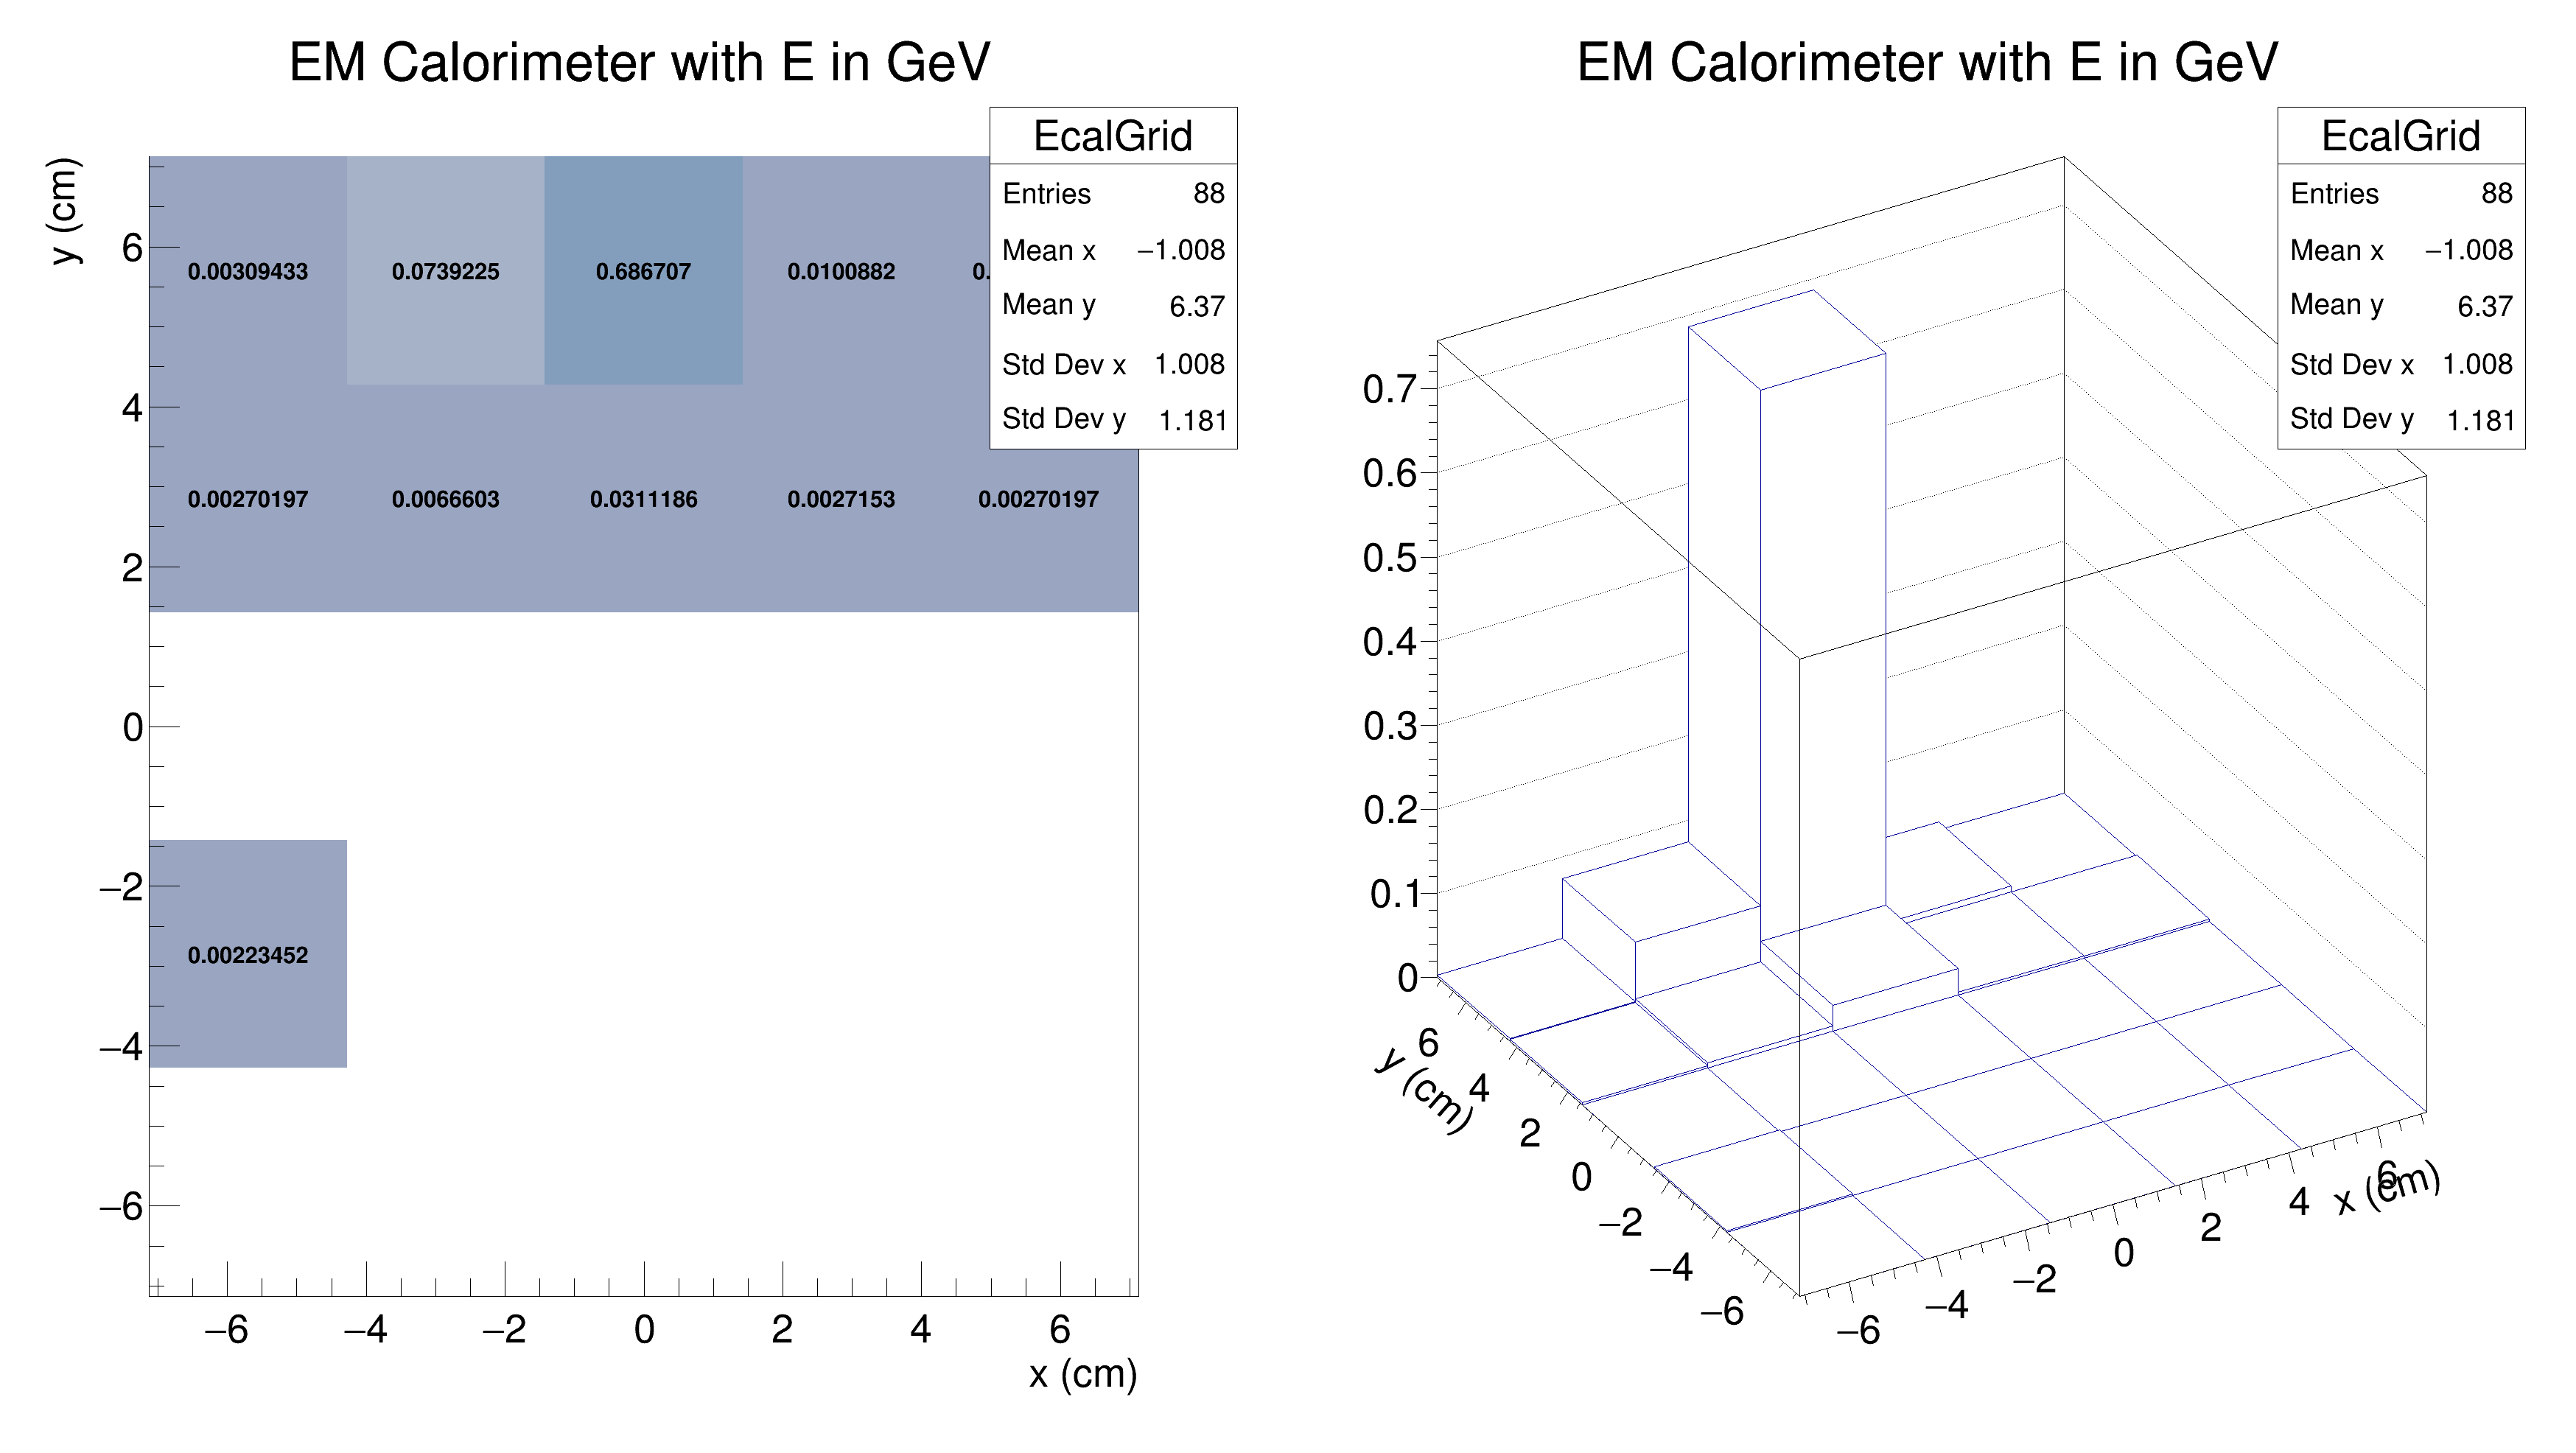 EM Calorimeter with E in GeV
EcalGrid
Entries 88
Mean x −1.008
Mean y 6.37
Std Dev x 1.008
Std Dev y 1.181
y (cm)
6
4
2
0
−2
−4
−6
0.00309433 0.0739225 0.686707 0.0100882 0.
0.00270197 0.0066603 0.0311186 0.0027153 0.00270197
0.00223452
−6 −4 −2 0 2 4 6
x (cm)
EM Calorimeter with E in GeV
EcalGrid
Entries 88
Mean x −1.008
Mean y 6.37
Std Dev x 1.008
Std Dev y 1.181
0.7
0.6
0.5
0.4
0.3
0.2
0.1
0
y (cm)
6
4
2
0
−2
−4
−6
−6
−4
−2
0
2
4
6
x (cm)